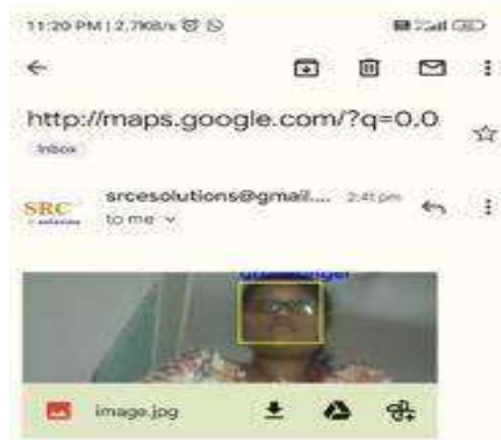 11:20 PM | 2.7KB/s
http://maps.google.com/?q=0,0
Inbox
SRC
srcesolutions@gmail.... 2:41 pm
to me
image.jpg